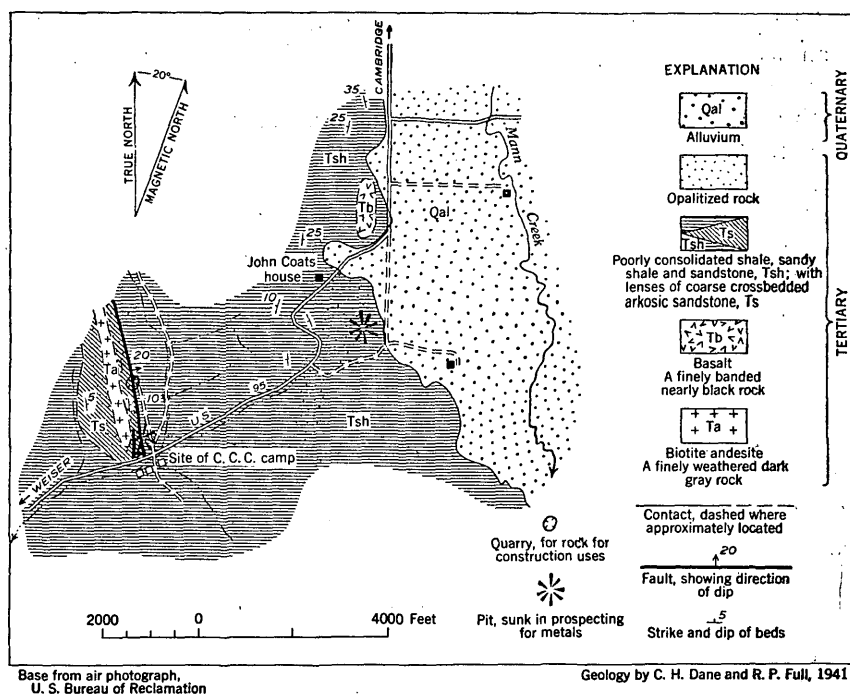 CAMBRIDGE
20°
TRUE NORTH
MAGNETIC NORTH
35
25
Tsh
Mann
Creek
Tb
Qal
25
John Coats
house
10
20
Ta
10
5
Ts
U.S.
95
Tsh
Site of C.C.C. camp
WEISER
EXPLANATION
Qal
Alluvium
QUATERNARY
Opalitized rock
Tsh
Ts
Poorly consolidated shale, sandy
shale and sandstone, Tsh; with
lenses of coarse crossbedded
arkosic sandstone, Ts
Tb
Basalt
A finely banded
nearly black rock
Ta
Biotite andesite
A finely weathered dark
gray rock
TERTIARY
Contact, dashed where
approximately located
20
Fault, showing direction
of dip
5
Strike and dip of beds
Quarry, for rock for
construction uses
Pit, sunk in prospecting
for metals
2000 0 4000 Feet
Base from air photograph,
U. S. Bureau of Reclamation
Geology by C. H. Dane and R. P. Full, 1941